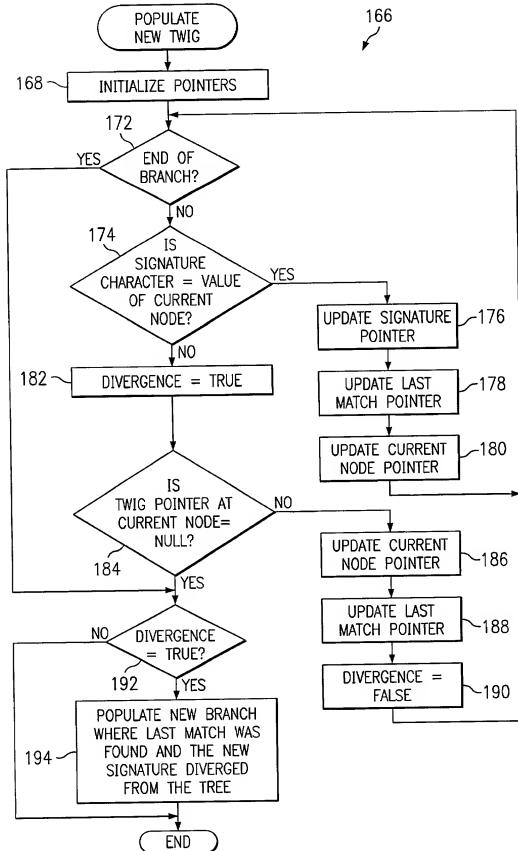 POPULATE
NEW TWIG
166
168
INITIALIZE POINTERS
172
END OF
BRANCH?
YES
NO
174
IS
SIGNATURE
CHARACTER = VALUE
OF CURRENT
NODE?
YES
NO
UPDATE SIGNATURE
POINTER
176
182
DIVERGENCE = TRUE
UPDATE LAST
MATCH POINTER
178
UPDATE CURRENT
NODE POINTER
180
IS
TWIG POINTER AT
CURRENT NODE=
NULL?
NO
184
YES
UPDATE CURRENT
NODE POINTER
186
UPDATE LAST
MATCH POINTER
188
DIVERGENCE =
FALSE
190
NO
DIVERGENCE
= TRUE?
192
YES
194
POPULATE NEW BRANCH
WHERE LAST MATCH WAS
FOUND AND THE NEW
SIGNATURE DIVERGED
FROM THE TREE
END